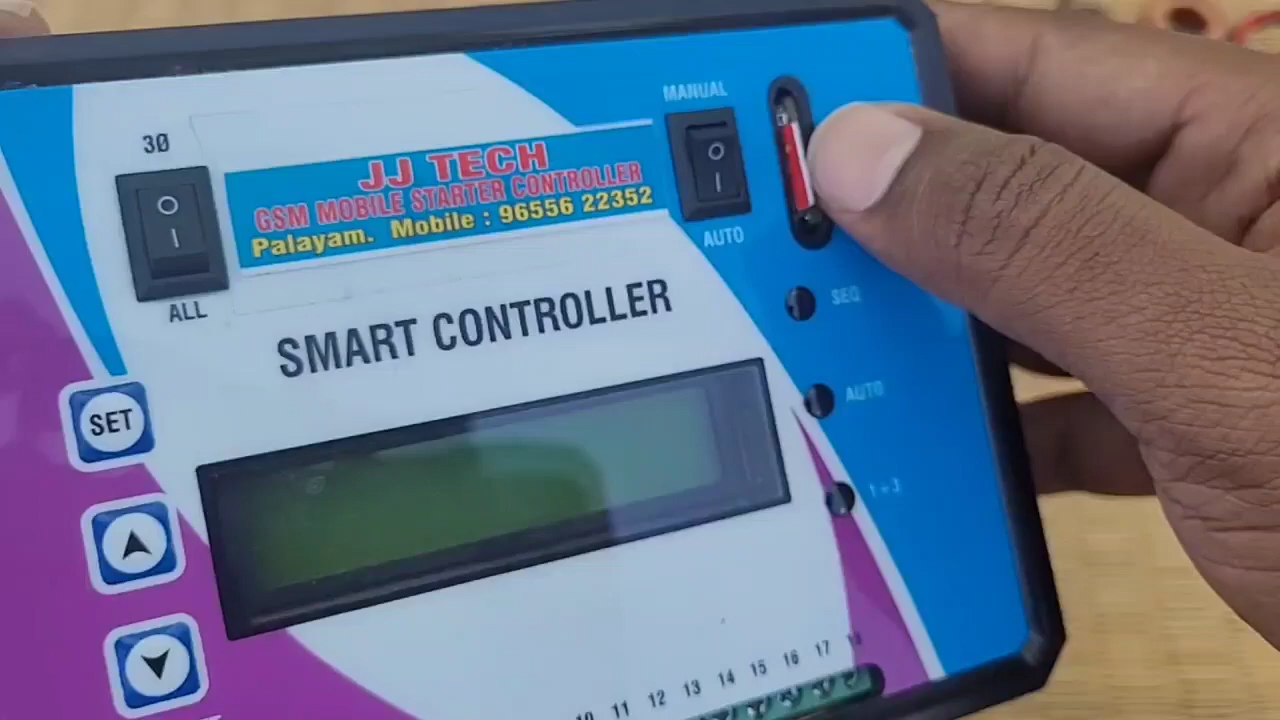 3Ø
ALL
JJ TECH
GSM MOBILE STARTER CONTROLLER
Palayam. Mobile : 96556 22352
MANUAL
AUTO
SMART CONTROLLER
SEQ
AUTO
SET
10 11 12 13 14 15 16 17 18